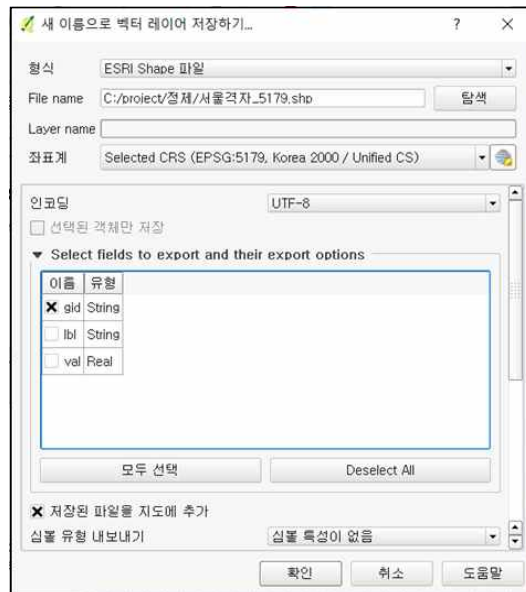 새 이름으로 벡터 레이어 저장하기... ? ×
형식 ESRI Shape 파일
File name C:/project/정제/서울격자_5179.shp 탐색
Layer name
좌표계 Selected CRS (EPSG:5179, Korea 2000 / Unified CS)
인코딩 UTF-8
선택된 객체만 저장
▼ Select fields to export and their export options
이름 유형
gid String
lbl String
val Real
모두 선택 Deselect All
저장된 파일을 지도에 추가
심볼 유형 내보내기 심볼 특성이 없음
확인 취소 도움말